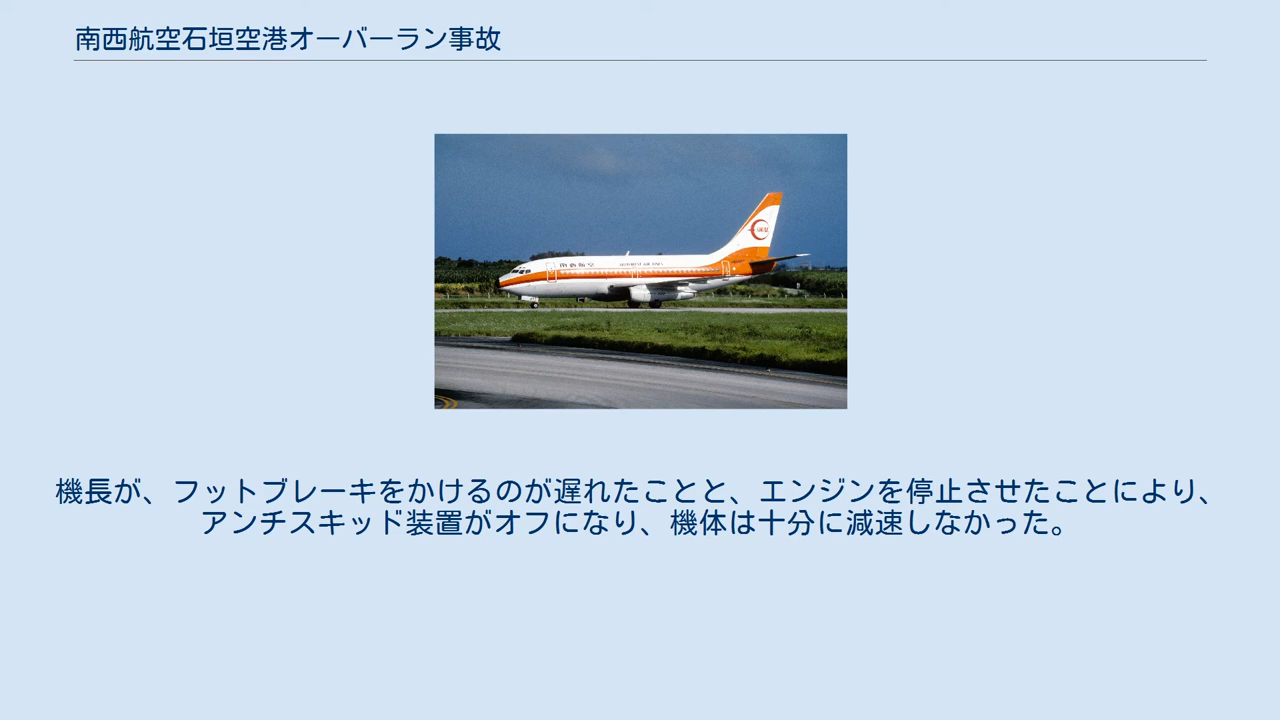 南西航空石垣空港オーバーラン事故
南西航空
機長が、フットブレーキをかけるのが遅れたことと、エンジンを停止させたことにより、
アンチスキッド装置がオフになり、機体は十分に減速しなかった。